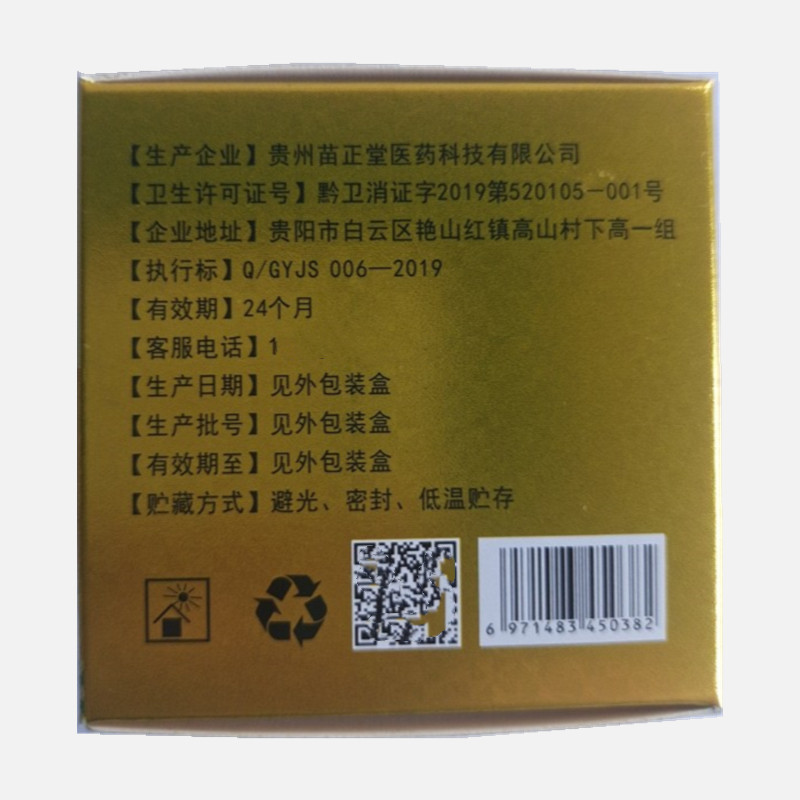 【生产企业】贵州苗正堂医药科技有限公司
【卫生许可证号】黔卫消证字2019第520105-001号
【企业地址】贵阳市白云区艳山红镇高山村下高一组
【执行标】Q/GYJS 006—2019
【有效期】24个月
【客服电话】1
【生产日期】见外包装盒
【生产批号】见外包装盒
【有效期至】见外包装盒
【贮藏方式】避光、密封、低温贮存
6 971483 450382